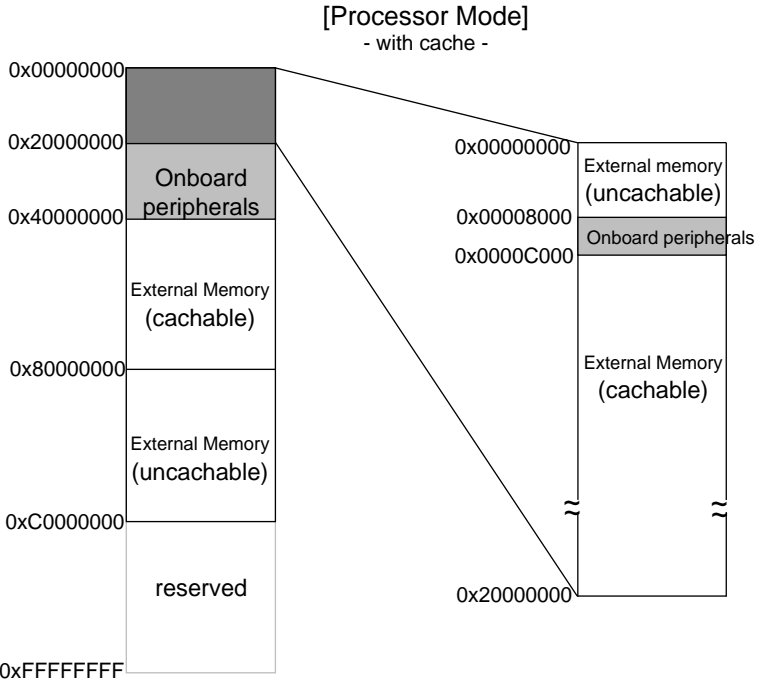 [Processor Mode]
- with cache -
0x00000000
0x20000000
Onboard
peripherals
0x40000000
External Memory
(cachable)
0x80000000
External Memory
(uncachable)
0xC0000000
reserved
0xFFFFFFFF
0x00000000
External memory
(uncachable)
0x00008000
Onboard peripherals
0x0000C000
External Memory
(cachable)
≈ ≈
0x20000000